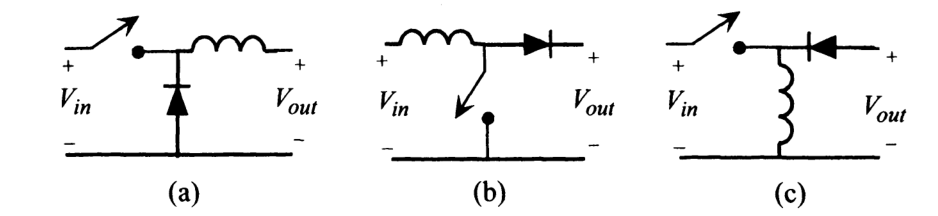 + + + + + +
V_in V_out V_in V_out V_in V_out
− − − − − −
(a) (b) (c)